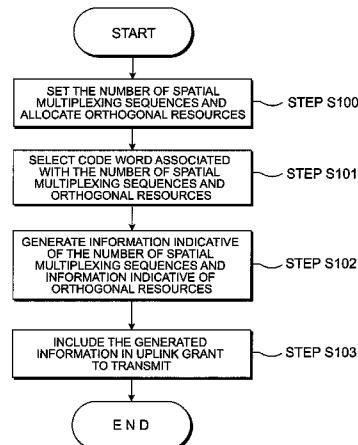 START
SET THE NUMBER OF SPATIAL
MULTIPLEXING SEQUENCES AND
ALLOCATE ORTHOGONAL RESOURCES
STEP S100
SELECT CODE WORD ASSOCIATED
WITH THE NUMBER OF SPATIAL
MULTIPLEXING SEQUENCES AND
ORTHOGONAL RESOURCES
STEP S101
GENERATE INFORMATION INDICATIVE
OF THE NUMBER OF SPATIAL
MULTIPLEXING SEQUENCES AND
INFORMATION INDICATIVE OF
ORTHOGONAL RESOURCES
STEP S102
INCLUDE THE GENERATED
INFORMATION IN UPLINK GRANT
TO TRANSMIT
STEP S103
END